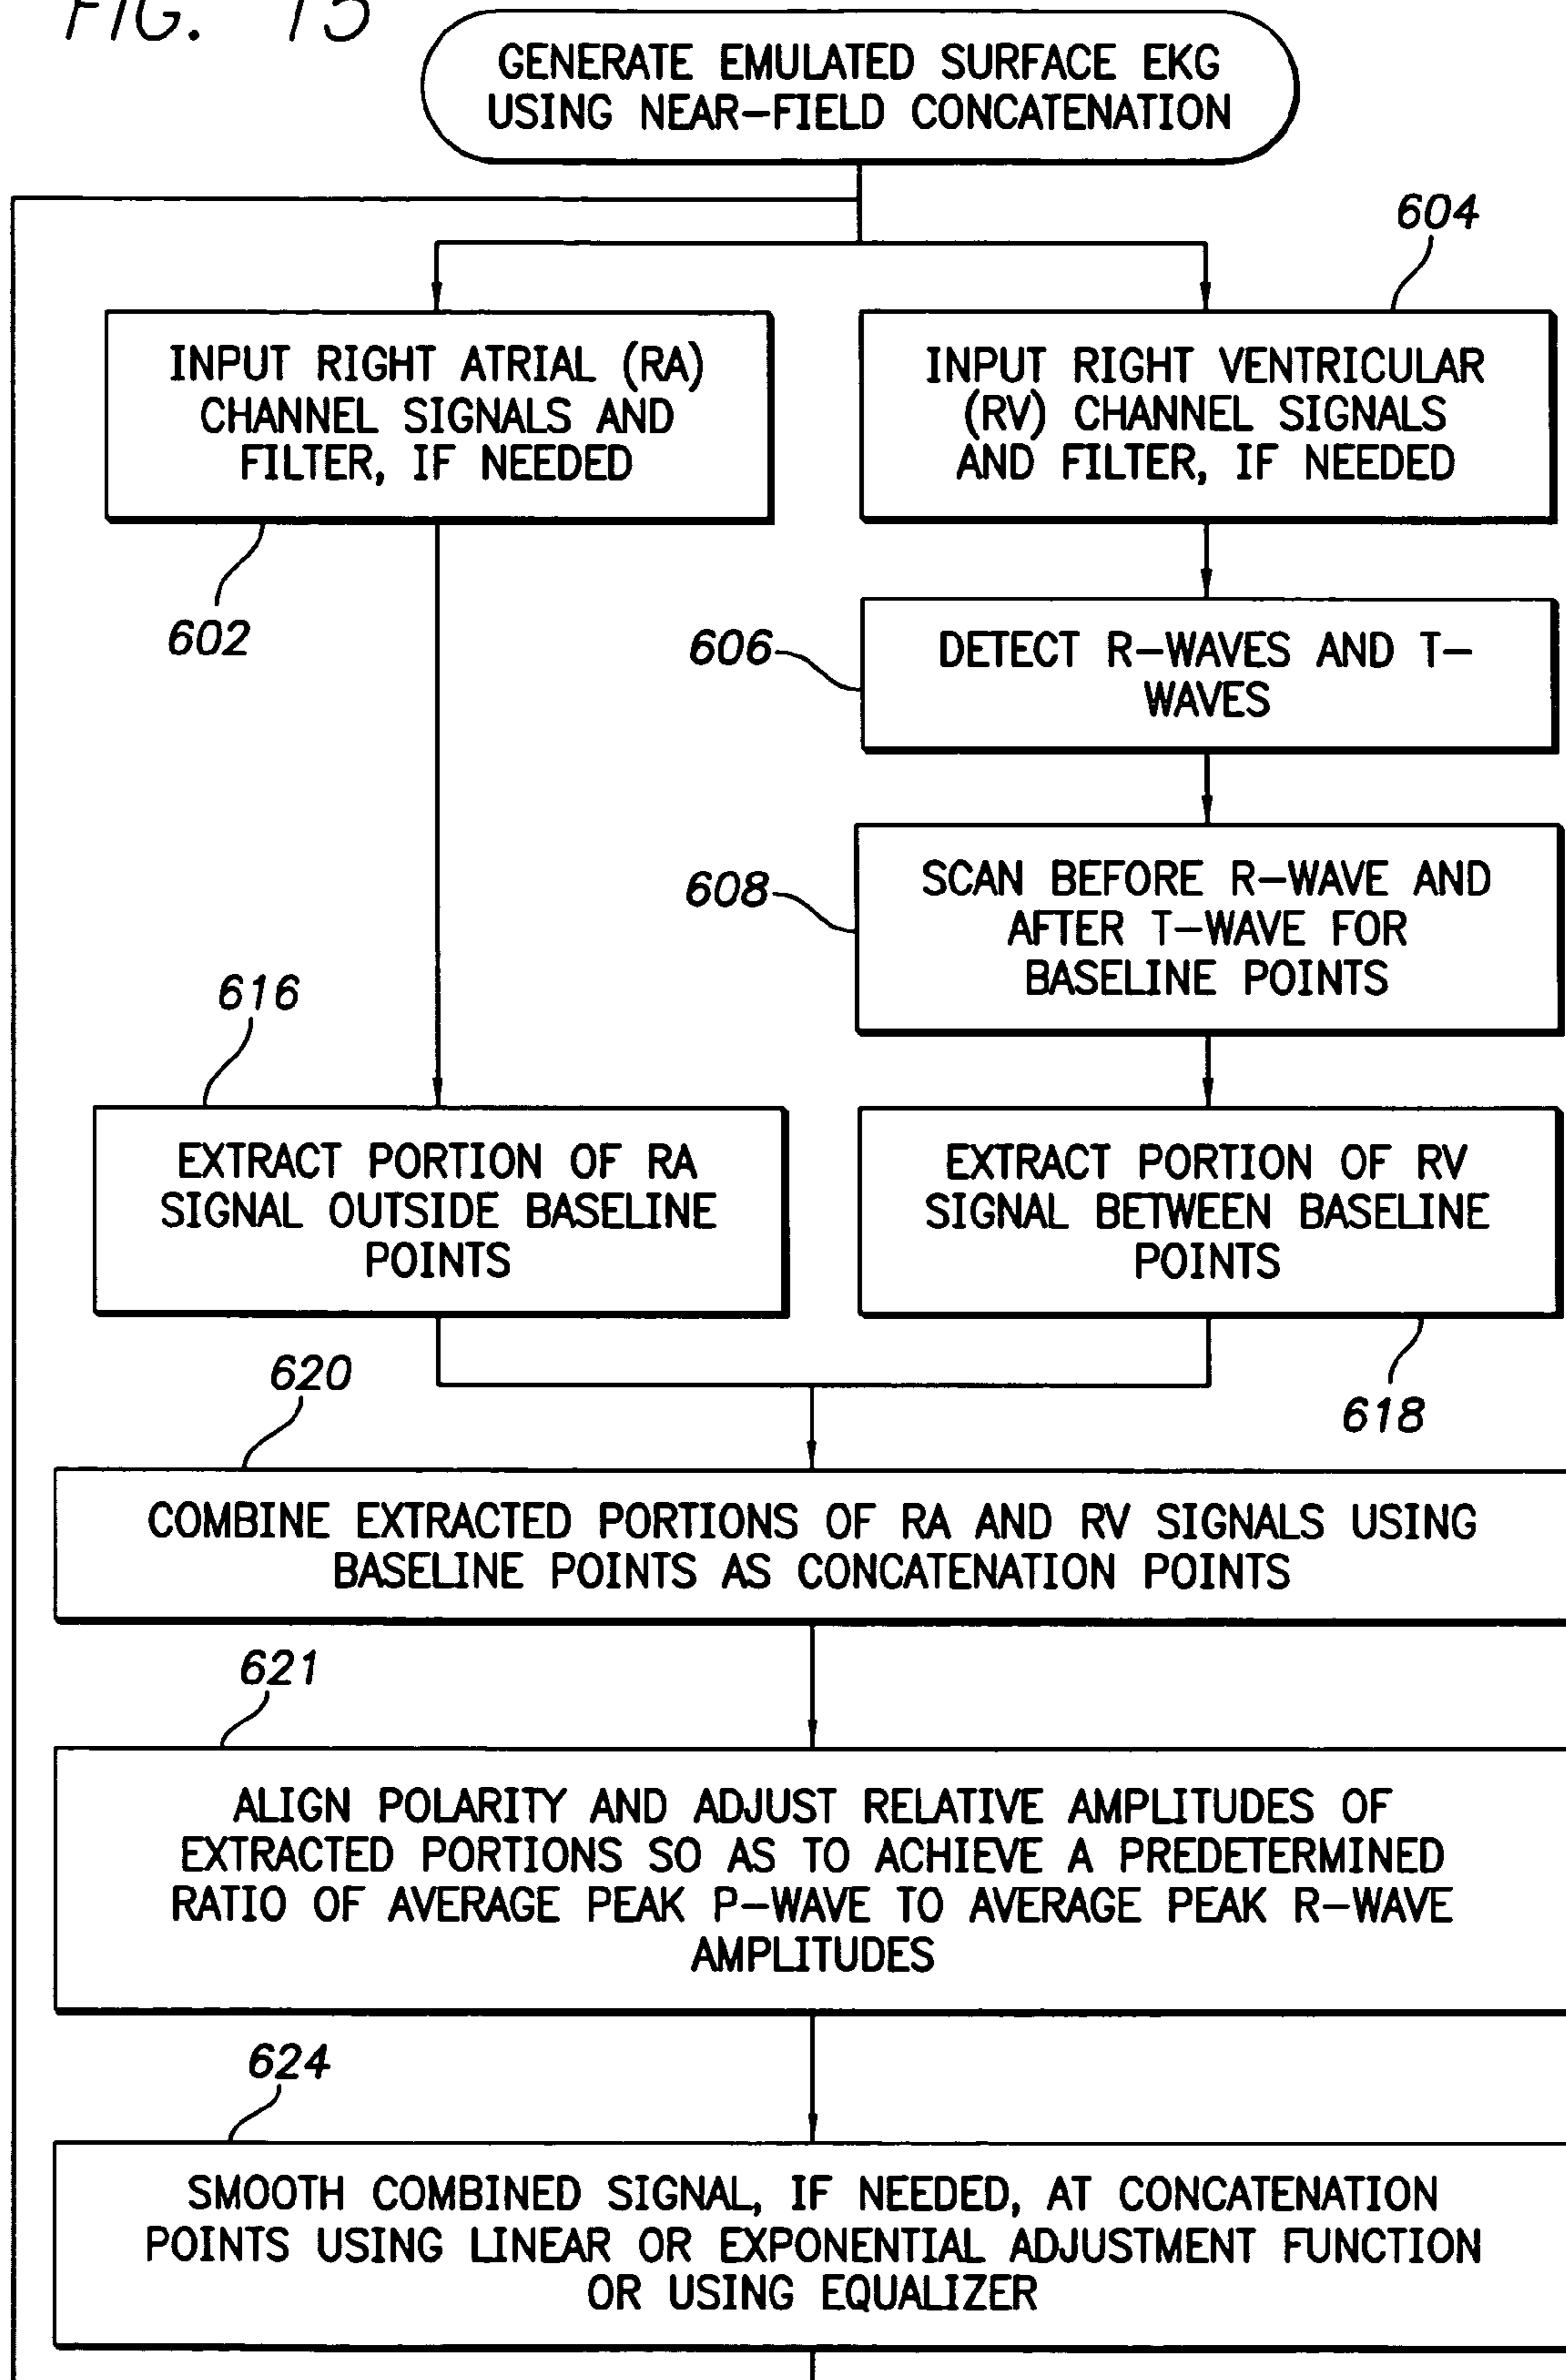 FIG. 15
GENERATE EMULATED SURFACE EKG
USING NEAR-FIELD CONCATENATION
604
INPUT RIGHT ATRIAL (RA)
CHANNEL SIGNALS AND
FILTER, IF NEEDED
INPUT RIGHT VENTRICULAR
(RV) CHANNEL SIGNALS
AND FILTER, IF NEEDED
602
606
DETECT R-WAVES AND T-
WAVES
608
SCAN BEFORE R-WAVE AND
AFTER T-WAVE FOR
BASELINE POINTS
616
EXTRACT PORTION OF RA
SIGNAL OUTSIDE BASELINE
POINTS
EXTRACT PORTION OF RV
SIGNAL BETWEEN BASELINE
POINTS
620
618
COMBINE EXTRACTED PORTIONS OF RA AND RV SIGNALS USING
BASELINE POINTS AS CONCATENATION POINTS
621
ALIGN POLARITY AND ADJUST RELATIVE AMPLITUDES OF
EXTRACTED PORTIONS SO AS TO ACHIEVE A PREDETERMINED
RATIO OF AVERAGE PEAK P-WAVE TO AVERAGE PEAK R-WAVE
AMPLITUDES
624
SMOOTH COMBINED SIGNAL, IF NEEDED, AT CONCATENATION
POINTS USING LINEAR OR EXPONENTIAL ADJUSTMENT FUNCTION
OR USING EQUALIZER